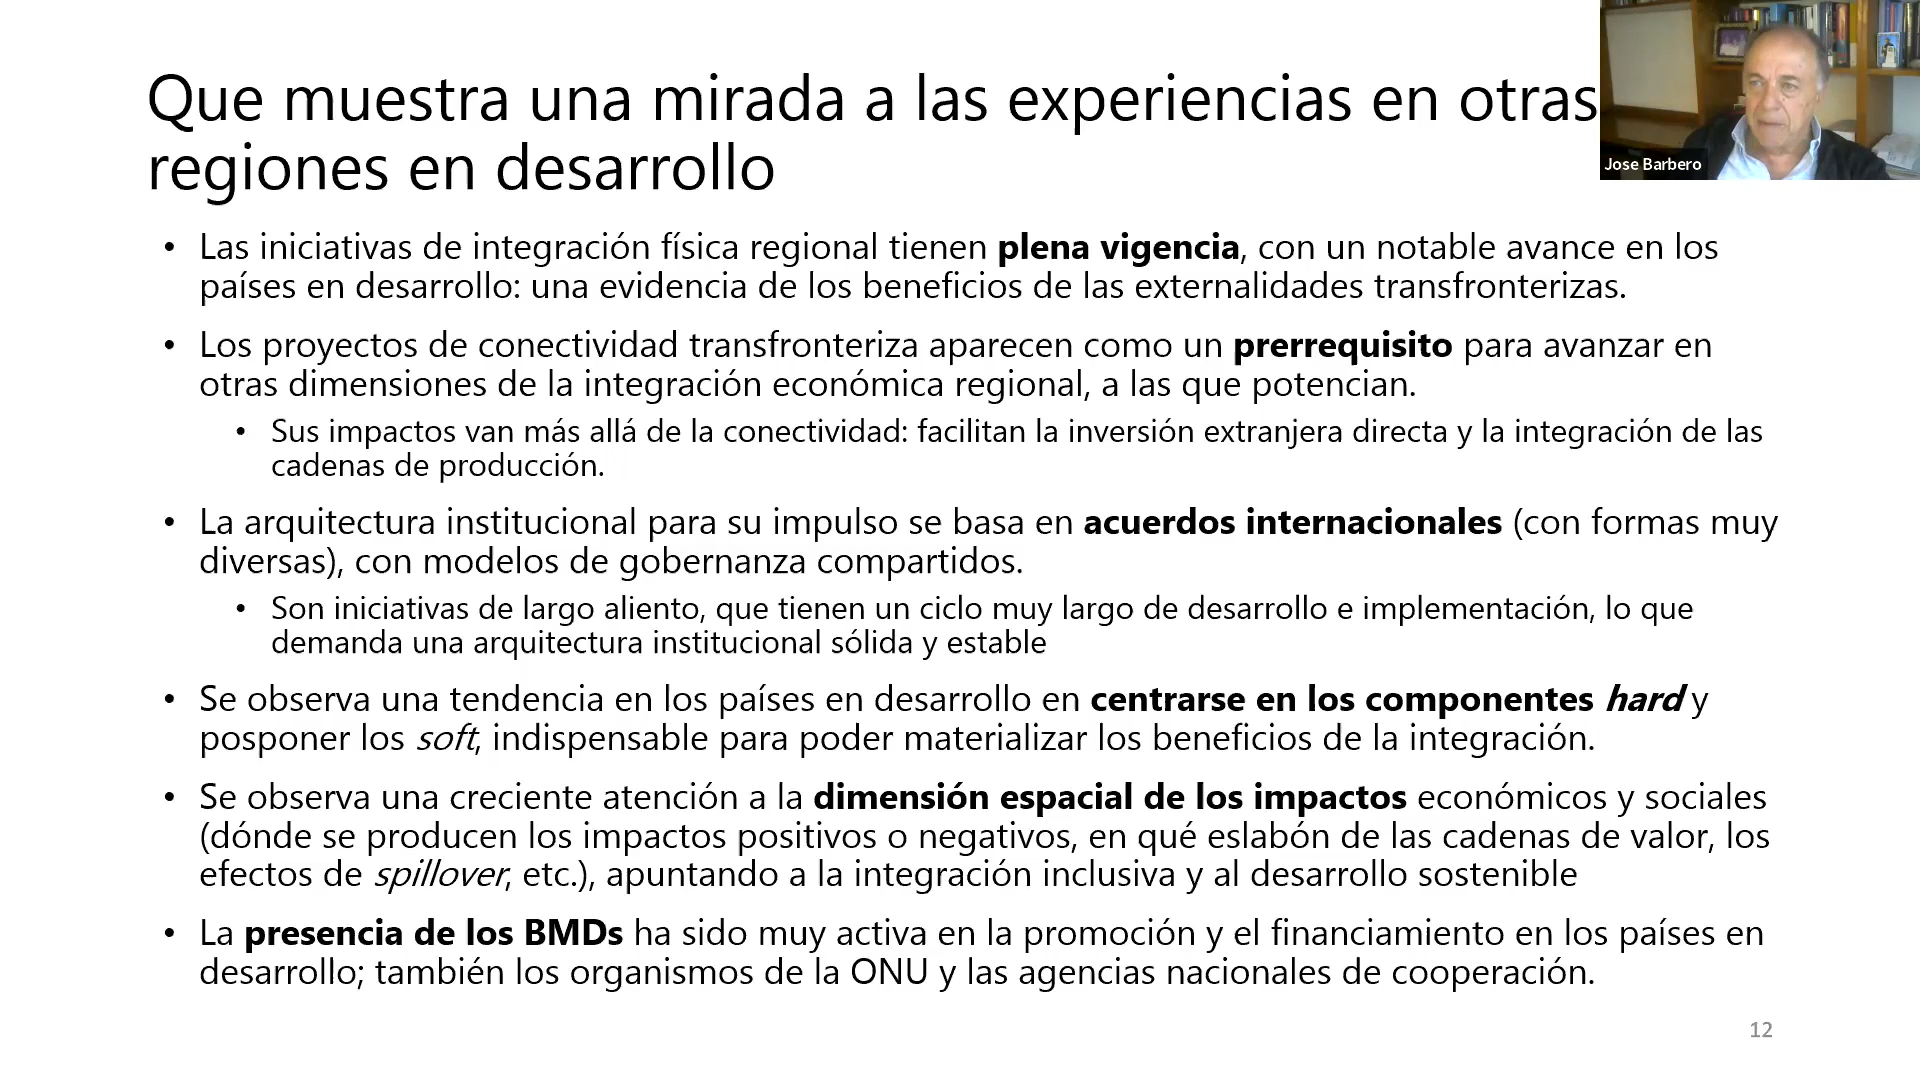 Que muestra una mirada a las experiencias en otras
regiones en desarrollo
Jose Barbero
• Las iniciativas de integración física regional tienen plena vigencia, con un notable avance en los
países en desarrollo: una evidencia de los beneficios de las externalidades transfronterizas.
• Los proyectos de conectividad transfronteriza aparecen como un prerrequisito para avanzar en
otras dimensiones de la integración económica regional, a las que potencian.
• Sus impactos van más allá de la conectividad: facilitan la inversión extranjera directa y la integración de las
cadenas de producción.
• La arquitectura institucional para su impulso se basa en acuerdos internacionales (con formas muy
diversas), con modelos de gobernanza compartidos.
• Son iniciativas de largo aliento, que tienen un ciclo muy largo de desarrollo e implementación, lo que
demanda una arquitectura institucional sólida y estable
• Se observa una tendencia en los países en desarrollo en centrarse en los componentes hard y
posponer los soft, indispensable para poder materializar los beneficios de la integración.
• Se observa una creciente atención a la dimensión espacial de los impactos económicos y sociales
(dónde se producen los impactos positivos o negativos, en qué eslabón de las cadenas de valor, los
efectos de spillover, etc.), apuntando a la integración inclusiva y al desarrollo sostenible
• La presencia de los BMDs ha sido muy activa en la promoción y el financiamiento en los países en
desarrollo; también los organismos de la ONU y las agencias nacionales de cooperación.
12